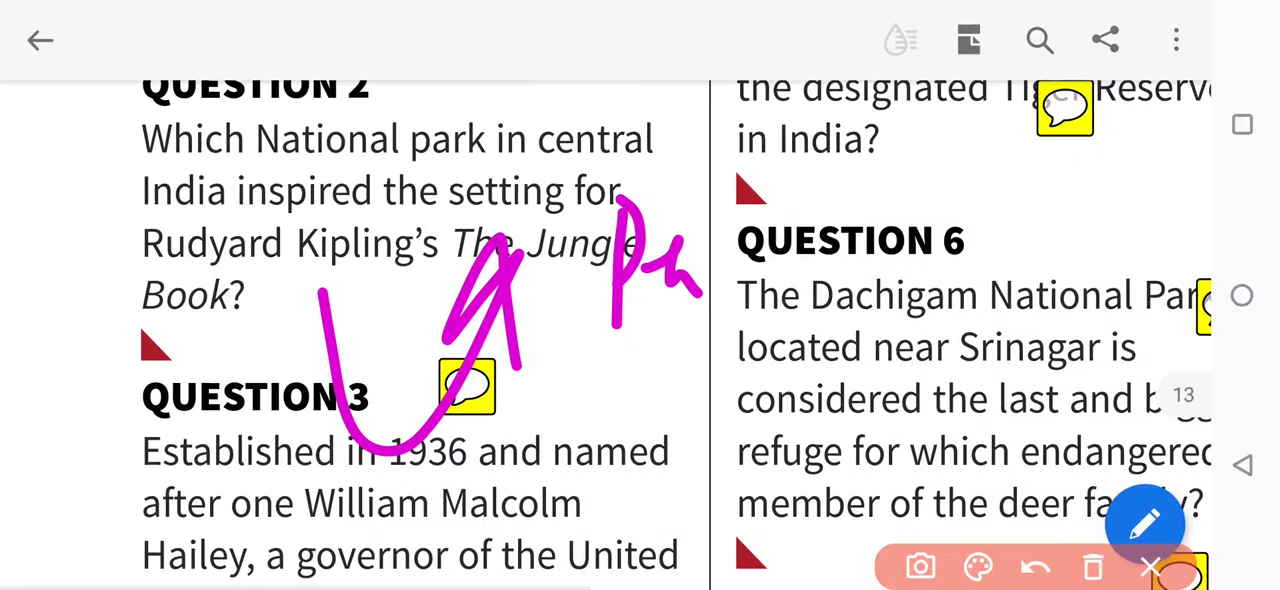 QUESTION 2
Which National park in central
India inspired the setting for
Rudyard Kipling's The Jungle
Book?
QUESTION 3
Established in 1936 and named
after one William Malcolm
Hailey, a governor of the United
the designated Tiger Reserve
in India?
QUESTION 6
The Dachigam National Par
located near Srinagar is
considered the last and
refuge for which endangered
member of the deer family?
13